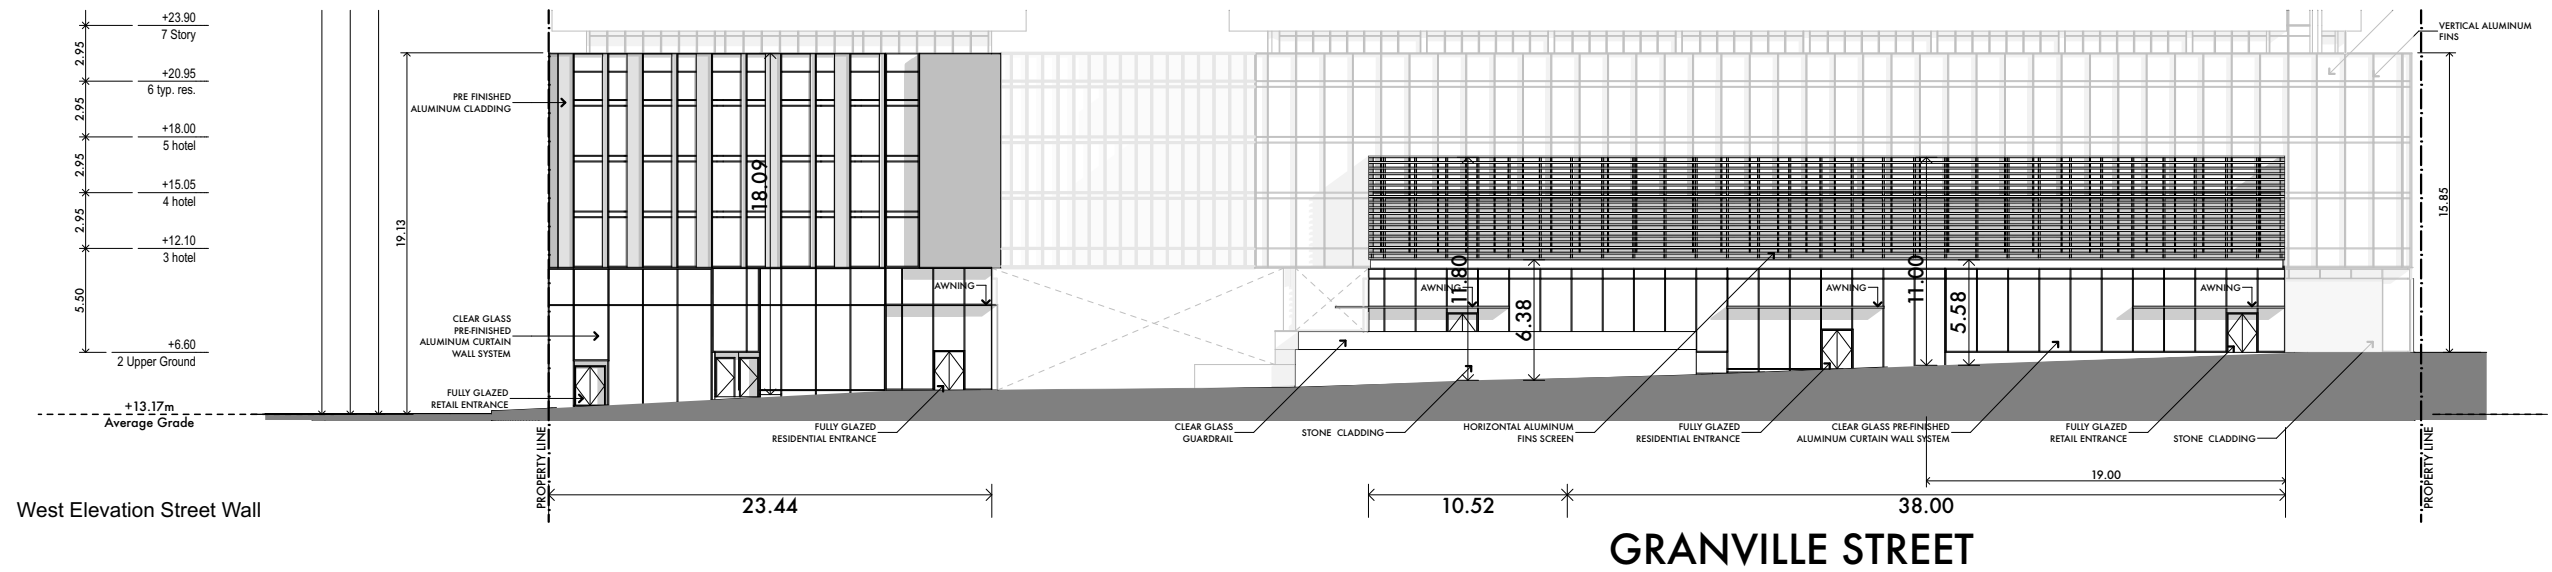 +23.90
7 Story
2.95
+20.95
6 typ. res.
2.95
+18.00
5 hotel
2.95
+15.05
4 hotel
2.95
+12.10
3 hotel
5.50
+6.60
2 Upper Ground
+13.17m
Average Grade
19.13
PRE FINISHED
ALUMINUM CLADDING
CLEAR GLASS
PRE-FINISHED
ALUMINUM CURTAIN
WALL SYSTEM
FULLY GLAZED
RETAIL ENTRANCE
18.09
AWNING
AWNING
11.80
6.38
AWNING
11.00
5.58
AWNING
VERTICAL ALUMINUM
FINS
15.85
FULLY GLAZED
RESIDENTIAL ENTRANCE
CLEAR GLASS
GUARDRAIL
STONE CLADDING
HORIZONTAL ALUMINUM
FINS SCREEN
FULLY GLAZED
RESIDENTIAL ENTRANCE
CLEAR GLASS PRE-FINISHED
ALUMINUM CURTAIN WALL SYSTEM
FULLY GLAZED
RETAIL ENTRANCE
STONE CLADDING
PROPERTY LINE
PROPERTY LINE
19.00
23.44
10.52
38.00
West Elevation Street Wall
GRANVILLE STREET